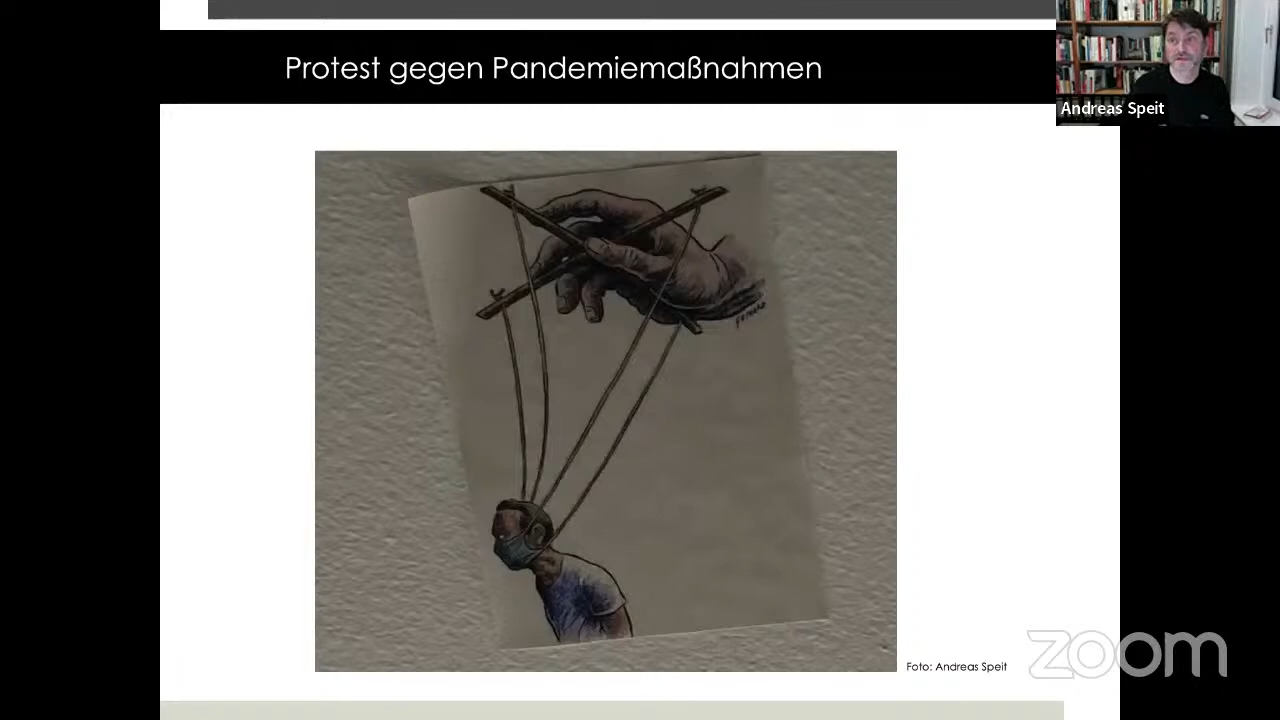 Protest gegen Pandemiemaßnahmen
Andreas Speit
Foto: Andreas Speit
zoom